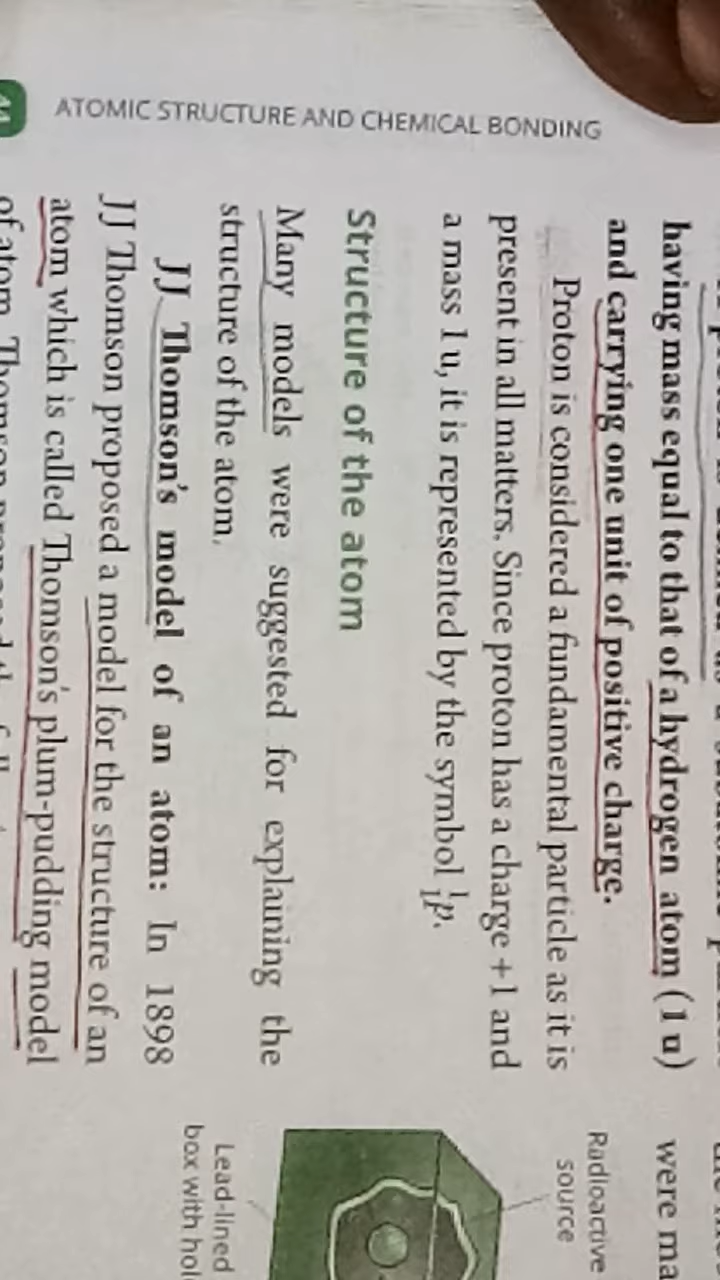 44 ATOMIC STRUCTURE AND CHEMICAL BONDING
having mass equal to that of a hydrogen atom (1 u)
and carrying one unit of positive charge.
Proton is considered a fundamental particle as it is
present in all matters. Since proton has a charge +1 and
a mass 1 u, it is represented by the symbol ¹₁p.
Structure of the atom
Many models were suggested for explaining the
structure of the atom.
JJ Thomson's model of an atom: In 1898
JJ Thomson proposed a model for the structure of an
atom which is called Thomson's plum-pudding model
of atom. Thomson
were ma
Radioactive
source
Lead-lined
box with hol